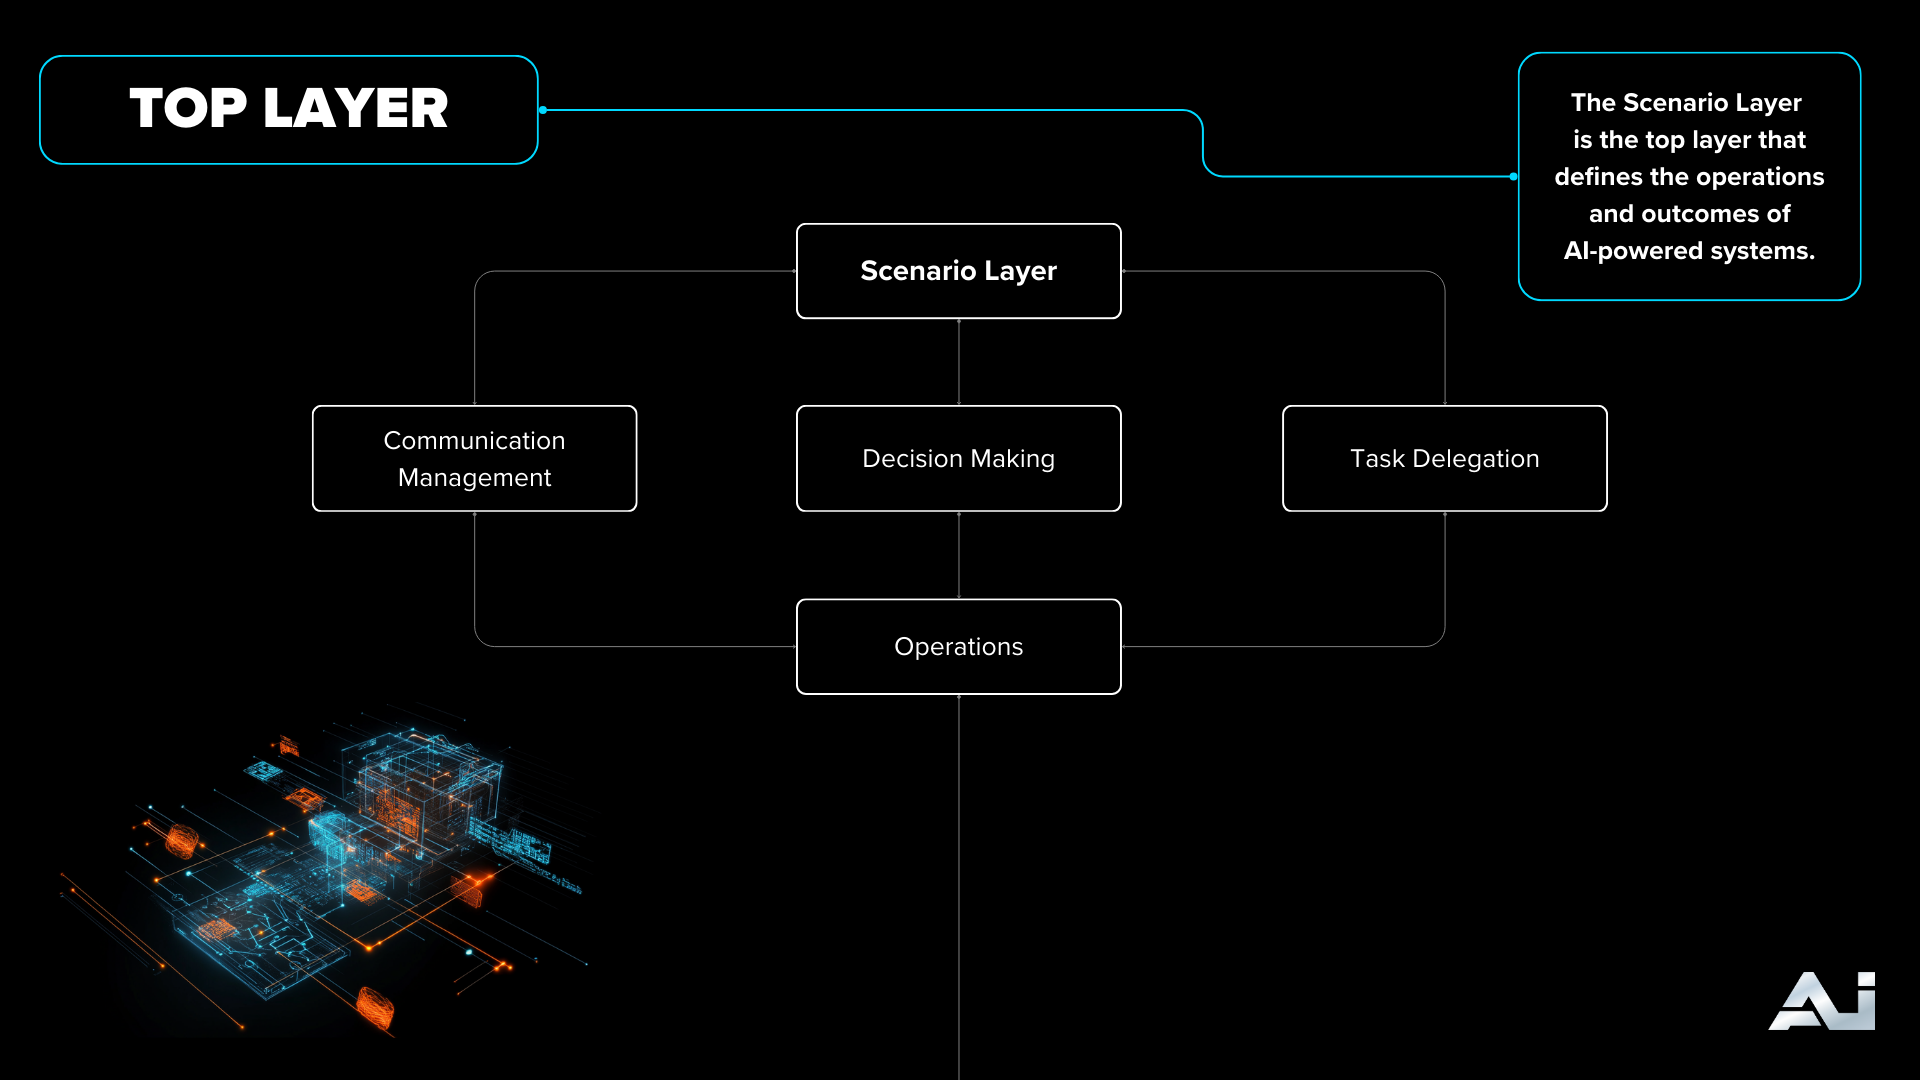 TOP LAYER
The Scenario Layer
is the top layer that
defines the operations
and outcomes of
AI-powered systems.
Scenario Layer
Communication
Management
Decision Making
Task Delegation
Operations
Ai